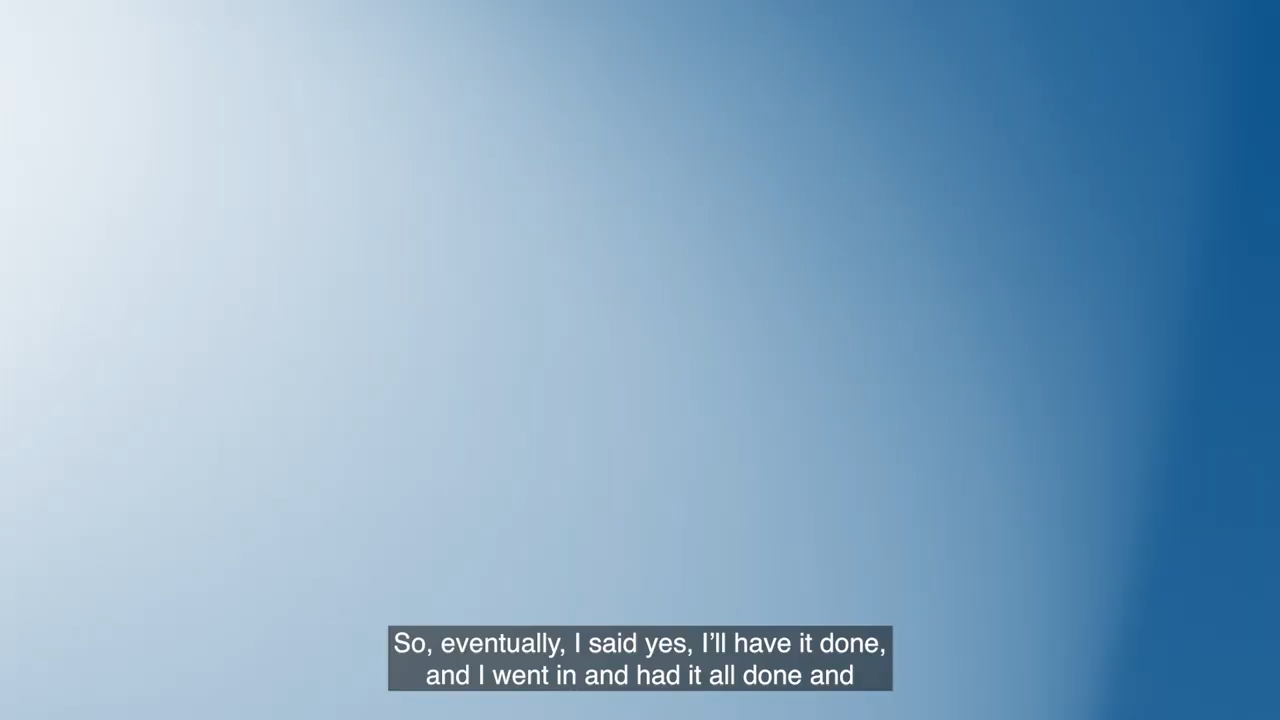 So, eventually, I said yes, I’ll have it done,
and I went in and had it all done and